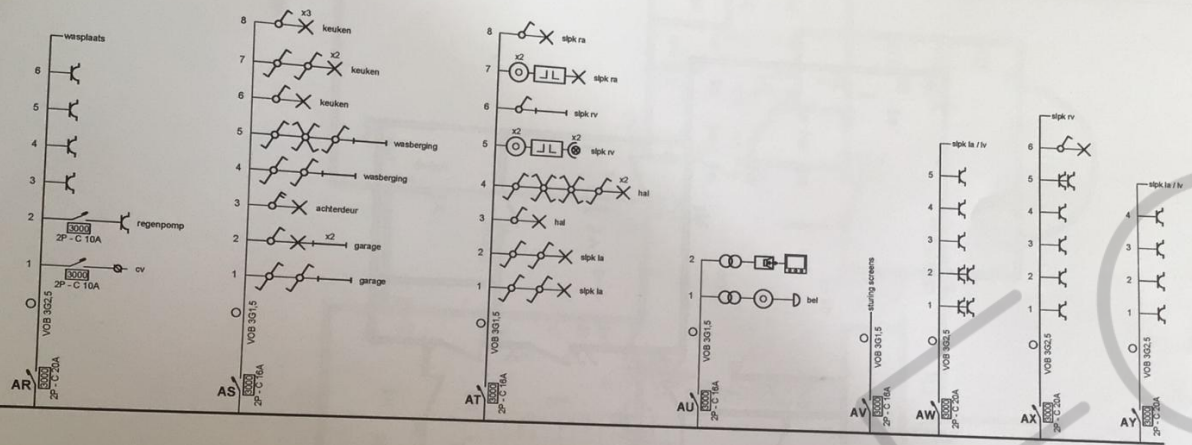 wasplaats
6
5
4
3
2
regenpomp
3000
2P - C 10A
1
cv
3000
2P - C 10A
VOB 3G2,5
AR
3000
2P - C 20A
8
x3
keuken
7
x2
keuken
6
keuken
5
wasberging
4
wasberging
3
achterdeur
2
x2
garage
1
garage
VOB 3G1,5
AS
3000
2P - C 16A
8
slpk ra
7
x2
slpk ra
6
slpk rv
5
x2
x2
slpk rv
4
x2
hal
3
hal
2
slpk la
1
slpk la
VOB 3G1,5
AT
3000
2P - C 16A
2
1
bel
VOB 3G1,5
AU
3000
2P - C 16A
sturing screens
VOB 3G1,5
AV
3000
2P - C 16A
slpk la / lv
5
4
3
2
1
VOB 3G2,5
AW
3000
2P - C 20A
slpk rv
6
5
4
3
2
1
VOB 3G2,5
AX
3000
2P - C 20A
slpk la / lv
4
3
2
1
VOB 3G2,5
AY
3000
2P - C 20A